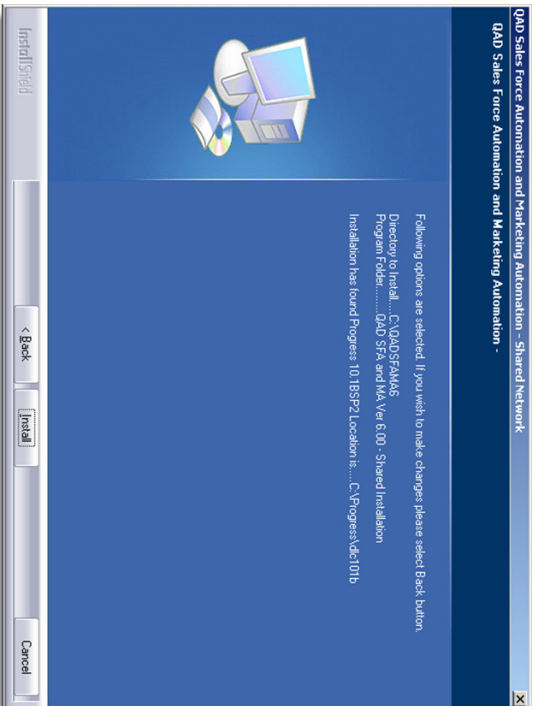 QAD Sales Force Automation and Marketing Automation - Shared Network
QAD Sales Force Automation and Marketing Automation -
Following options are selected. If you wish to make changes please select Back button.
Directory to Install.....C:\QADSFAMA6
Program Folder.........QAD SFA and MA Ver 6.00 - Shared Installation
Installation has found Progress 10.1BSP2 Location is.....C:\Progress\dlc101b
InstallShield
< Back
Install
Cancel